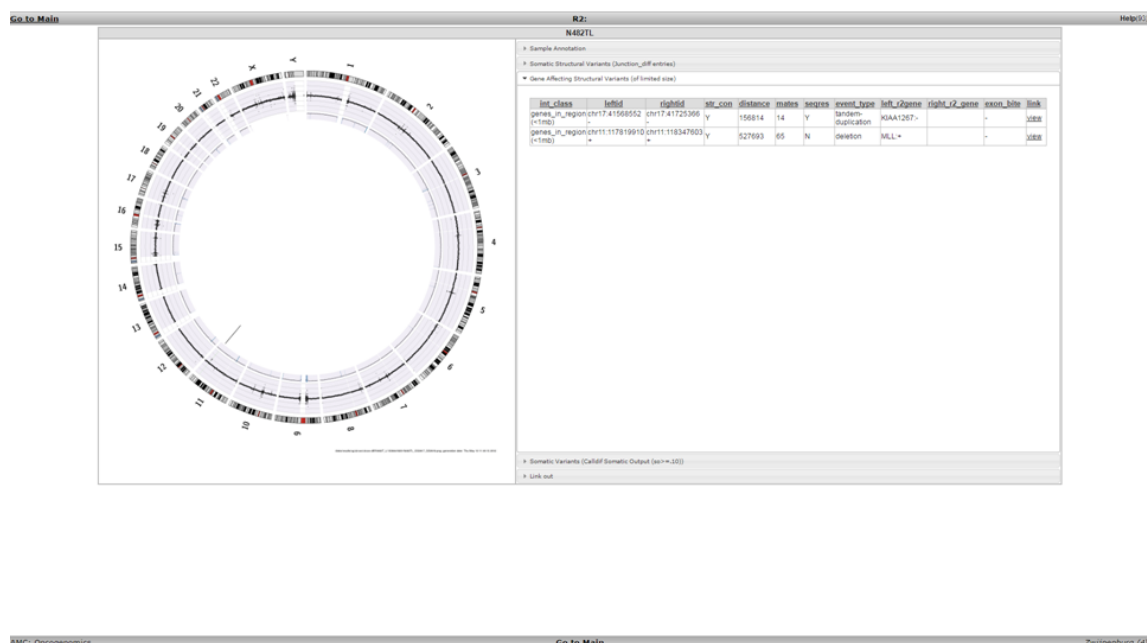 Go to Main R2: Help
N482TL
Sample Annotation
Somatic Structural Variants (Junction_diff entries)
Gene Affecting Structural Variants (of limited size)
int_class leftid rightid str_con distance mates seqres event_type left_r2gene right_r2_gene exon_bite link
genes_in_region (<1mb) chr17:41568552 - chr17:41725366 - Y 156814 14 Y tandem-duplication KIAA1267:- - view
genes_in_region (<1mb) chr11:117819910 + chr11:118347603 + Y 527693 65 N deletion MLL:+ - view
1
2
3
4
5
6
7
8
9
10
11
12
13
14
15
16
17
18
19
20
21
22
X
Y
Somatic Variants (Calldif Somatic Output (sc>=.10))
Link out
AMC: Oncogenomics Go to Main